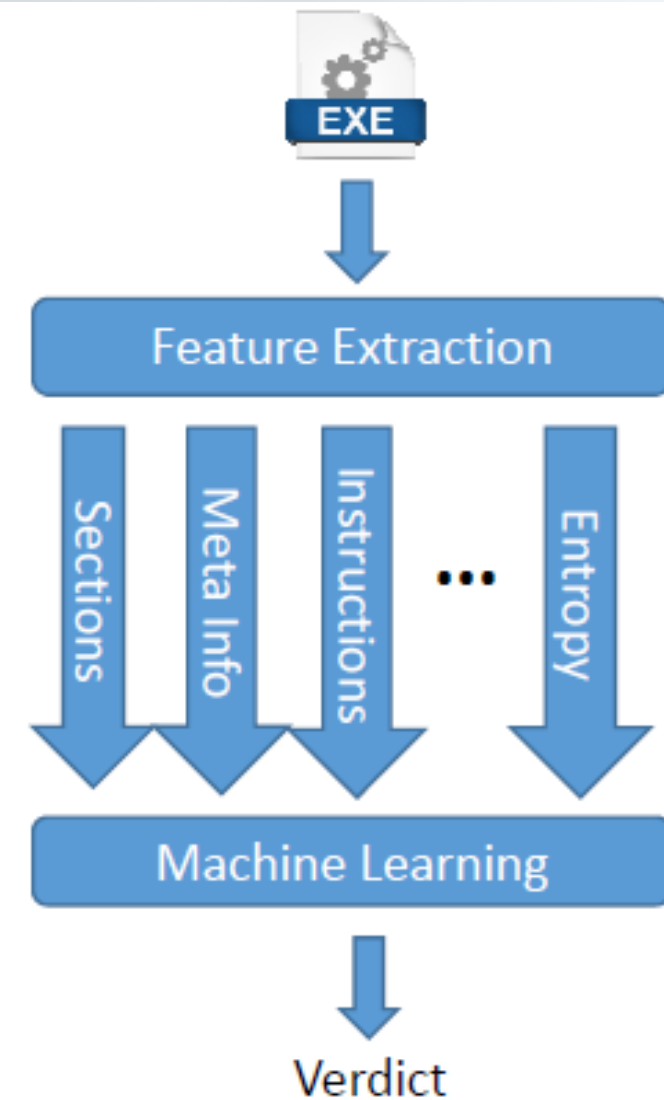 EXE
Feature Extraction
Sections
Meta Info
Instructions
...
Entropy
Machine Learning
Verdict